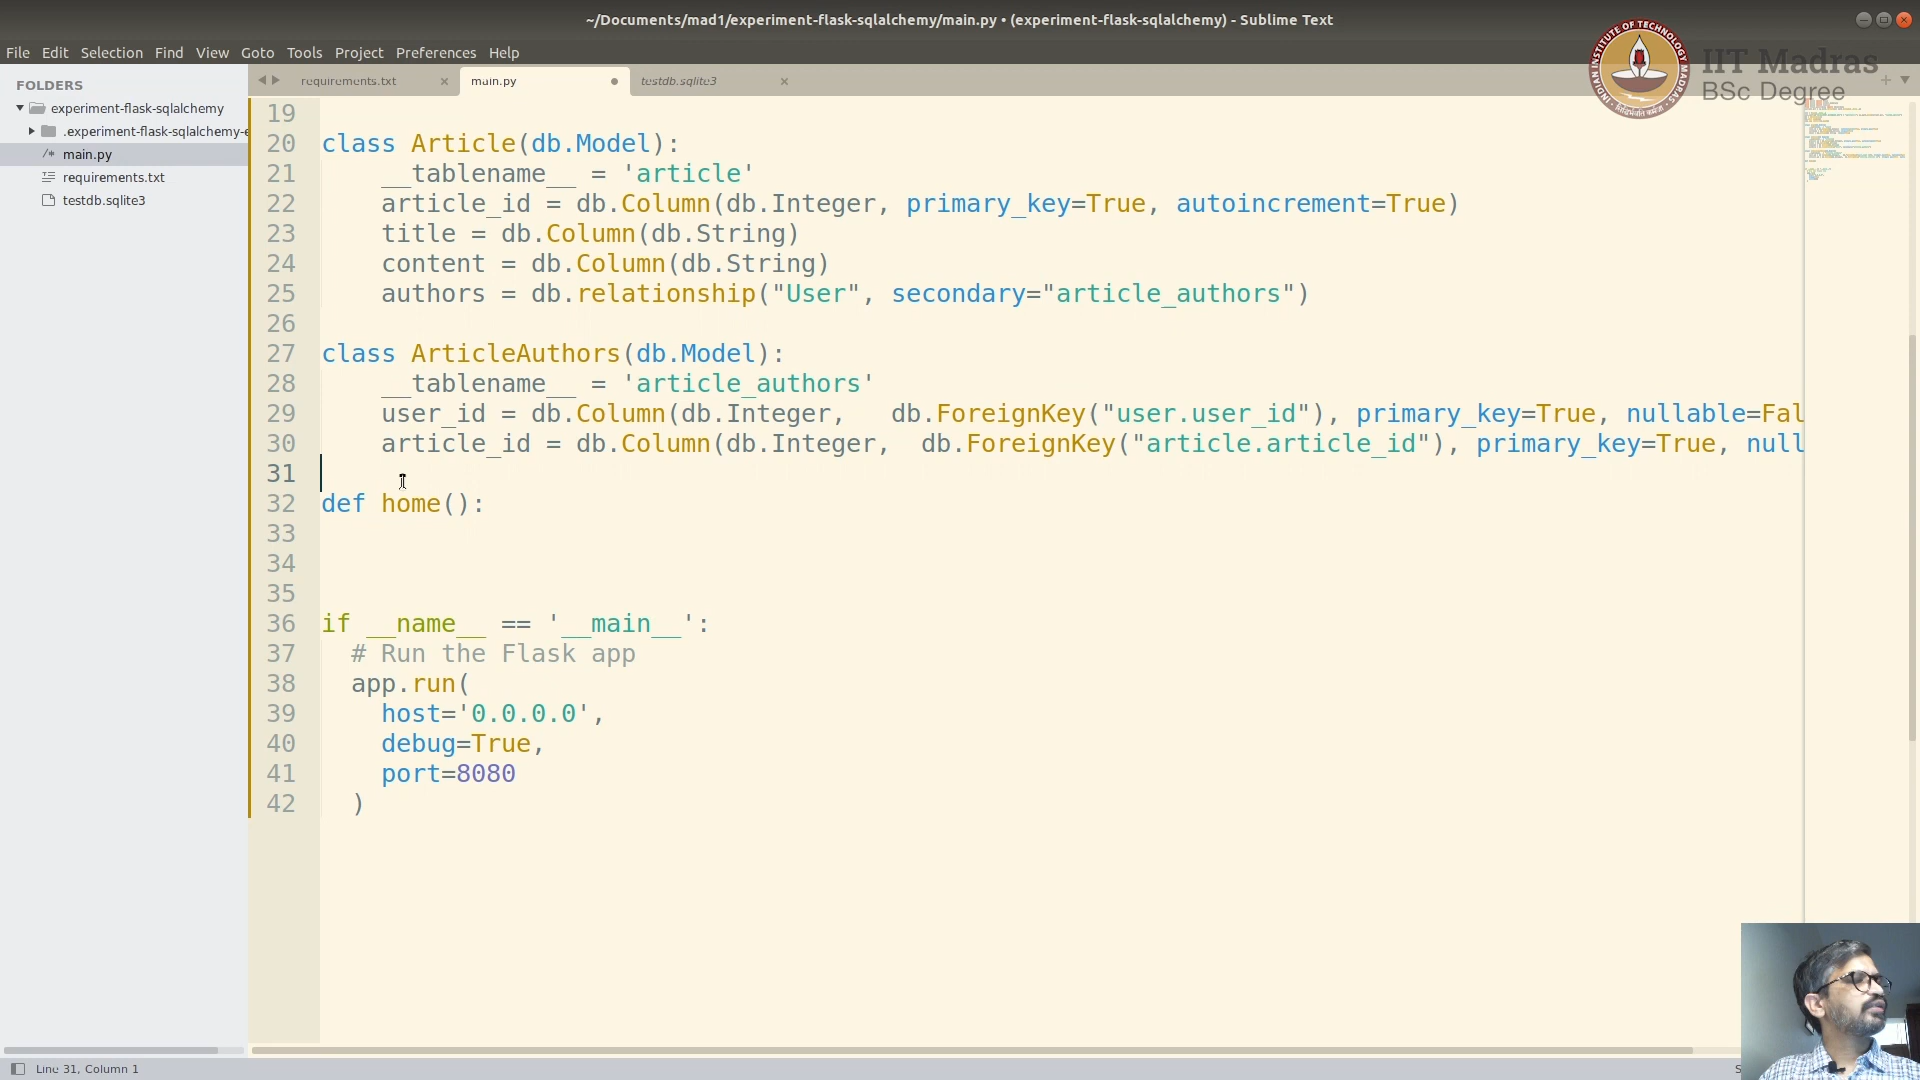 ~/Documents/mad1/experiment-flask-sqlalchemy/main.py • (experiment-flask-sqlalchemy) - Sublime Text
File Edit Selection Find View Goto Tools Project Preferences Help
IIT Madras
BSc Degree
FOLDERS
experiment-flask-sqlalchemy
.experiment-flask-sqlalchemy-e
main.py
requirements.txt
testdb.sqlite3
requirements.txt
main.py
testdb.sqlite3
19
20 class Article(db.Model):
21 __tablename__ = 'article'
22 article_id = db.Column(db.Integer, primary_key=True, autoincrement=True)
23 title = db.Column(db.String)
24 content = db.Column(db.String)
25 authors = db.relationship("User", secondary="article_authors")
26
27 class ArticleAuthors(db.Model):
28 __tablename__ = 'article_authors'
29 user_id = db.Column(db.Integer,   db.ForeignKey("user.user_id"), primary_key=True, nullable=Fal
30 article_id = db.Column(db.Integer,  db.ForeignKey("article.article_id"), primary_key=True, null
31
32 def home():
33
34
35
36 if __name__ == '__main__':
37 # Run the Flask app
38 app.run(
39 host='0.0.0.0',
40 debug=True,
41 port=8080
42 )
Line 31, Column 1